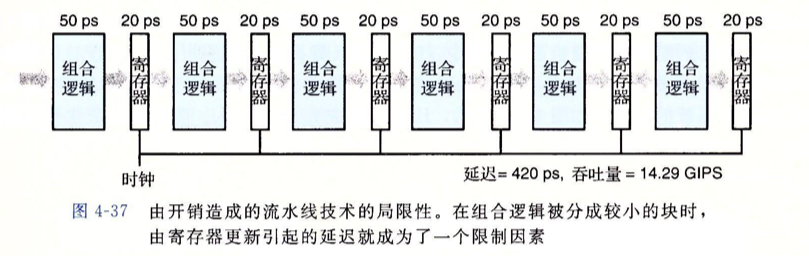 50 ps 20 ps 50 ps 20 ps 50 ps 20 ps 50 ps 20 ps 50 ps 20 ps 50 ps 20 ps
组合逻辑 寄存器 组合逻辑 寄存器 组合逻辑 寄存器 组合逻辑 寄存器 组合逻辑 寄存器 组合逻辑 寄存器
时钟
延迟= 420 ps, 吞吐量 = 14.29 GIPS
图 4-37 由开销造成的流水线技术的局限性。在组合逻辑被分成较小的块时，
由寄存器更新引起的延迟就成为了一个限制因素